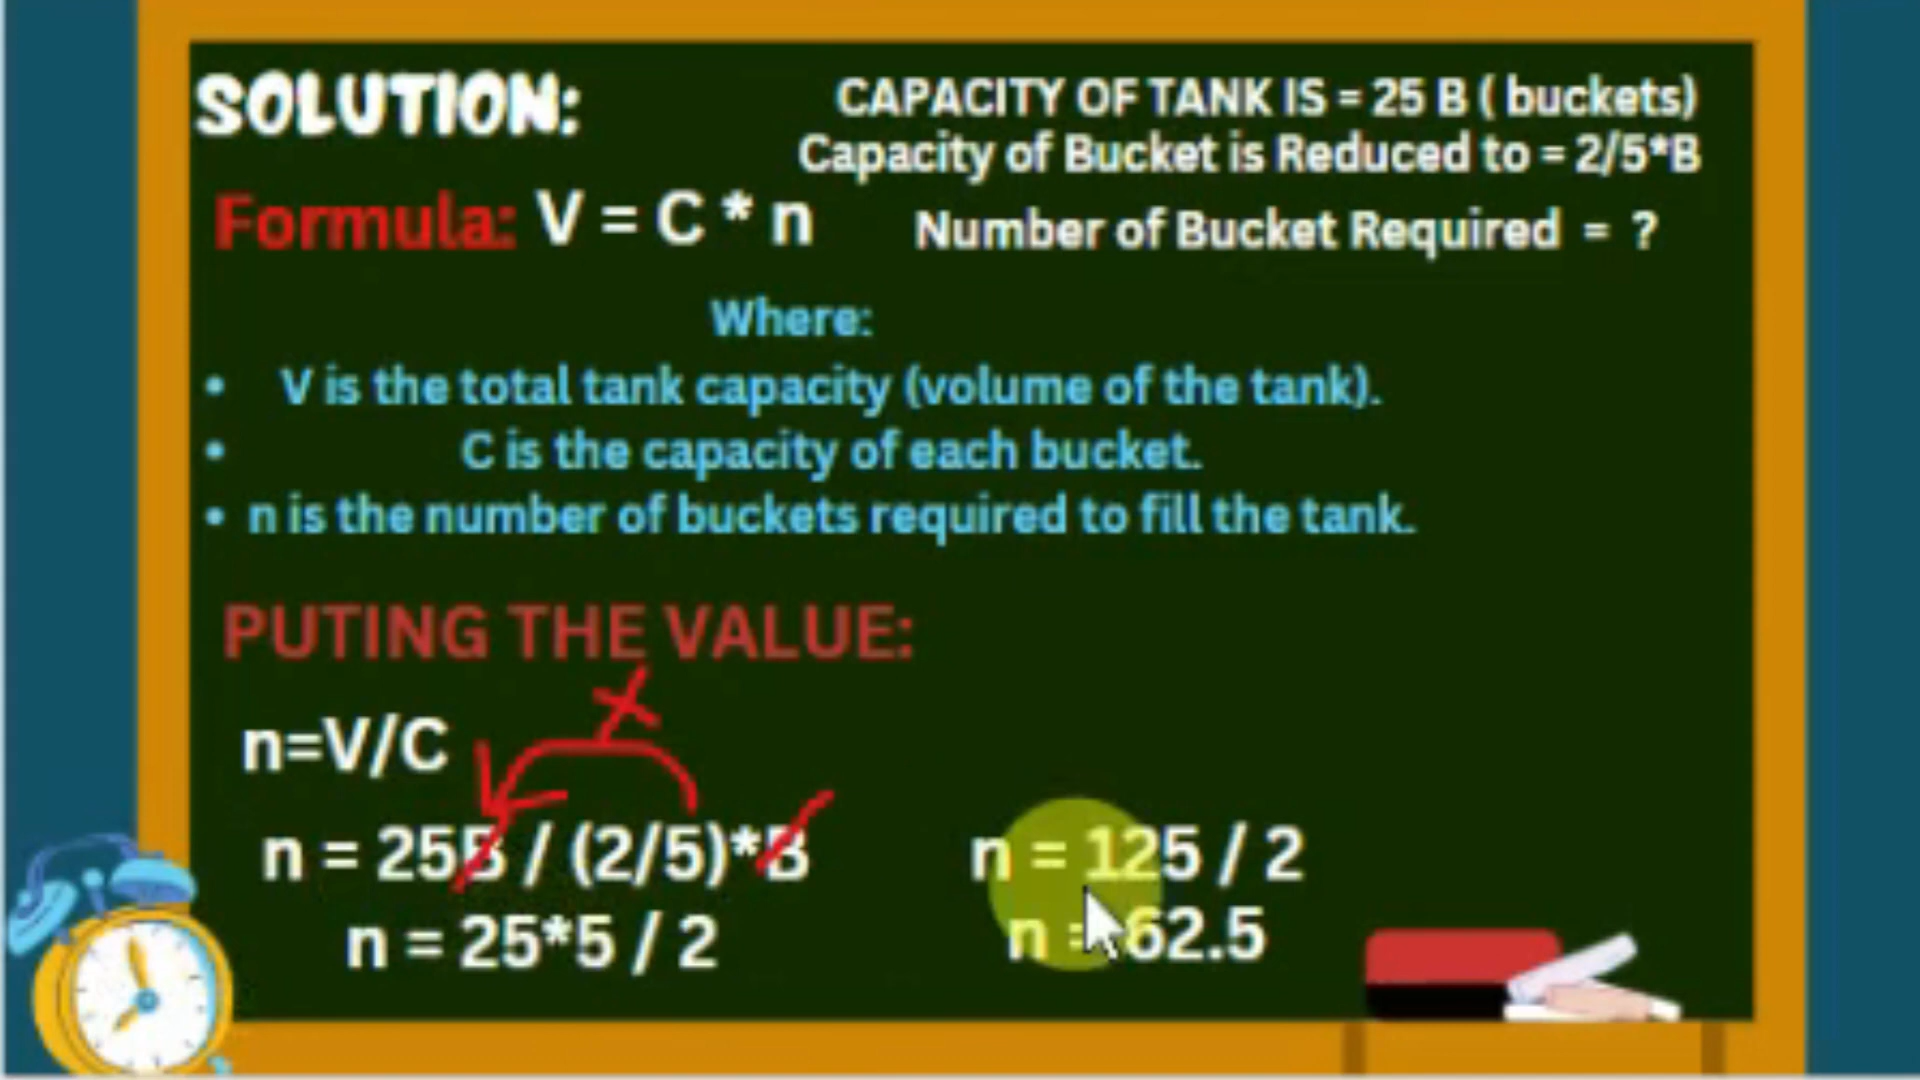 SOLUTION:
CAPACITY OF TANK IS = 25 B ( buckets)
Capacity of Bucket is Reduced to = 2/5*B
Formula: V = C * n
Number of Bucket Required = ?
Where:
• V is the total tank capacity (volume of the tank).
• C is the capacity of each bucket.
• n is the number of buckets required to fill the tank.
PUTING THE VALUE:
n=V/C
n = 25B / (2/5)*B
n = 25*5 / 2
n = 125 / 2
n = 62.5